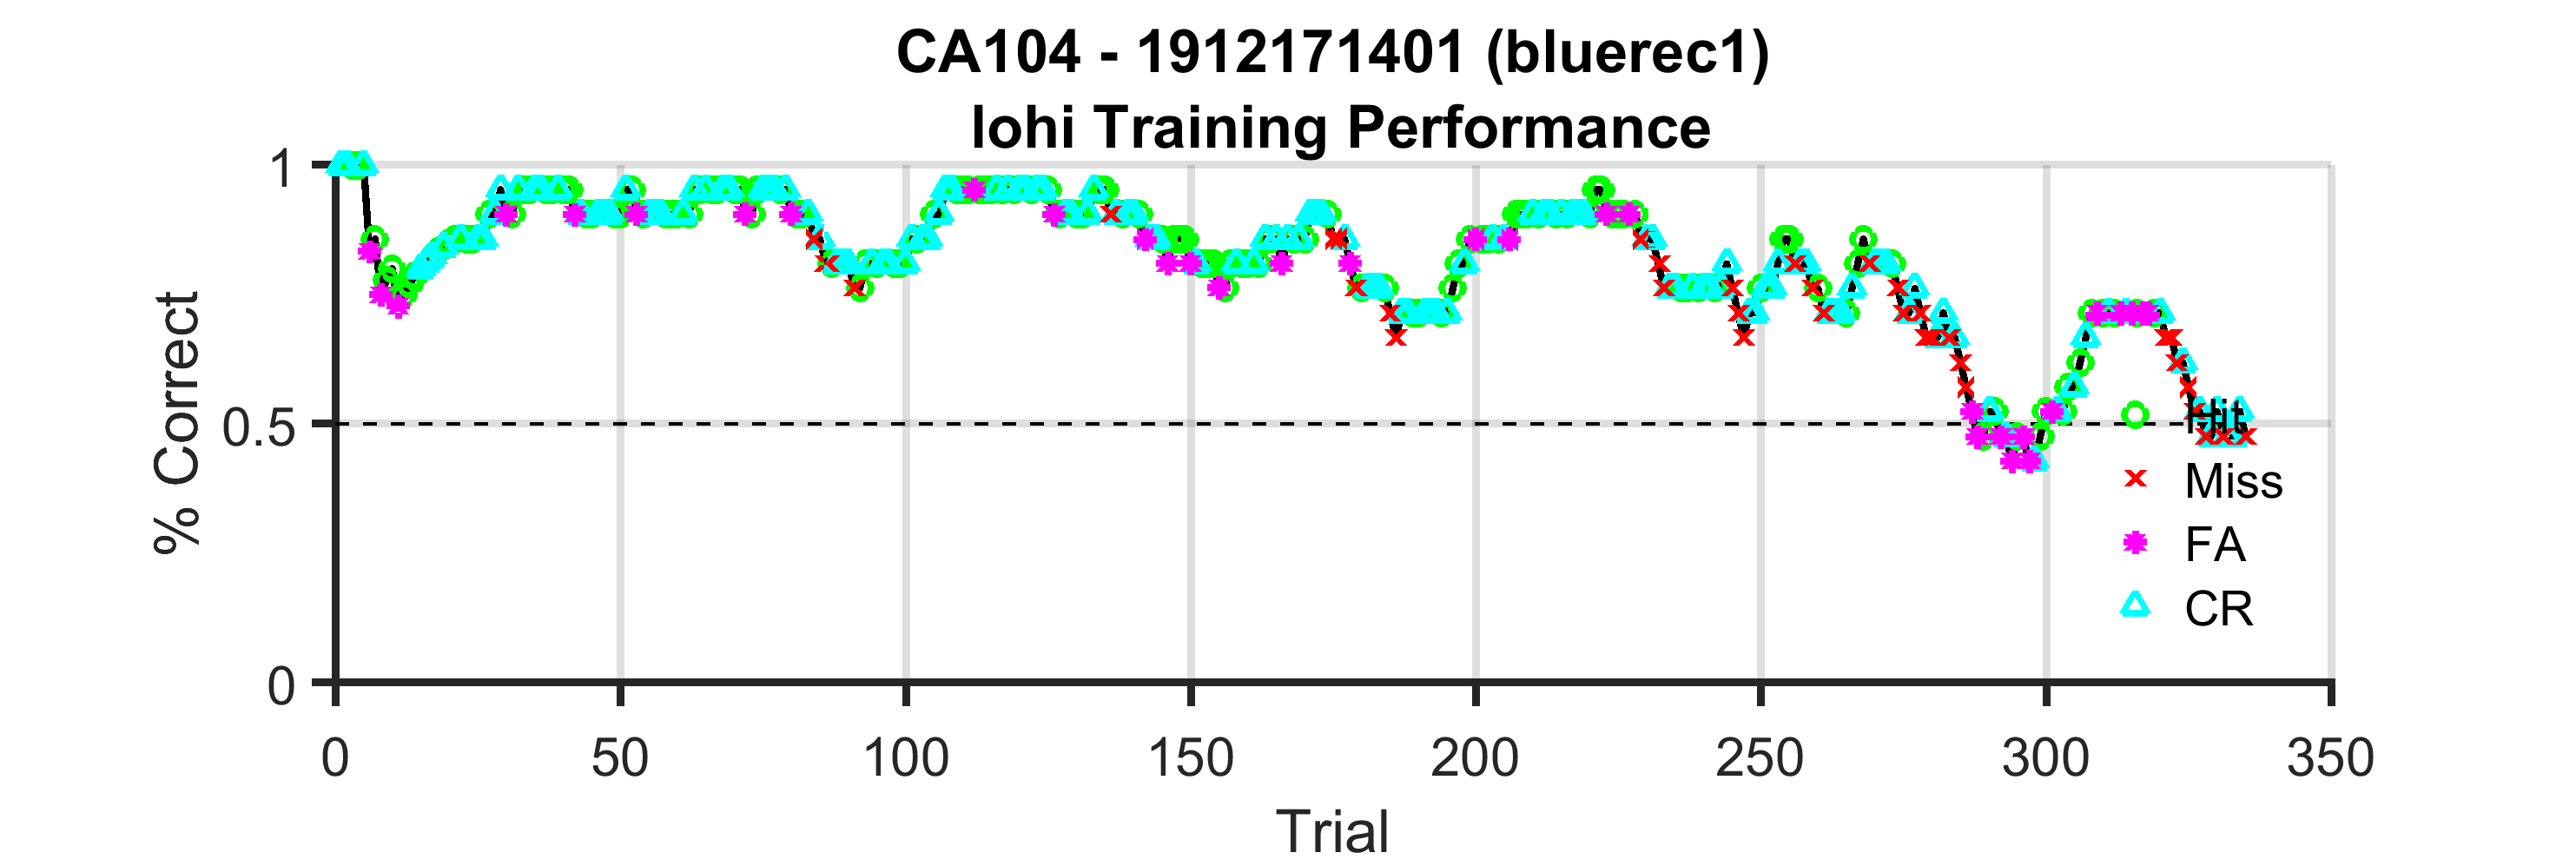 CA104 - 1912171401 (bluerec1)
lohi Training Performance
% Correct
1
0.5
0
0 50 100 150 200 250 300 350
Trial
Hit
Miss
FA
CR